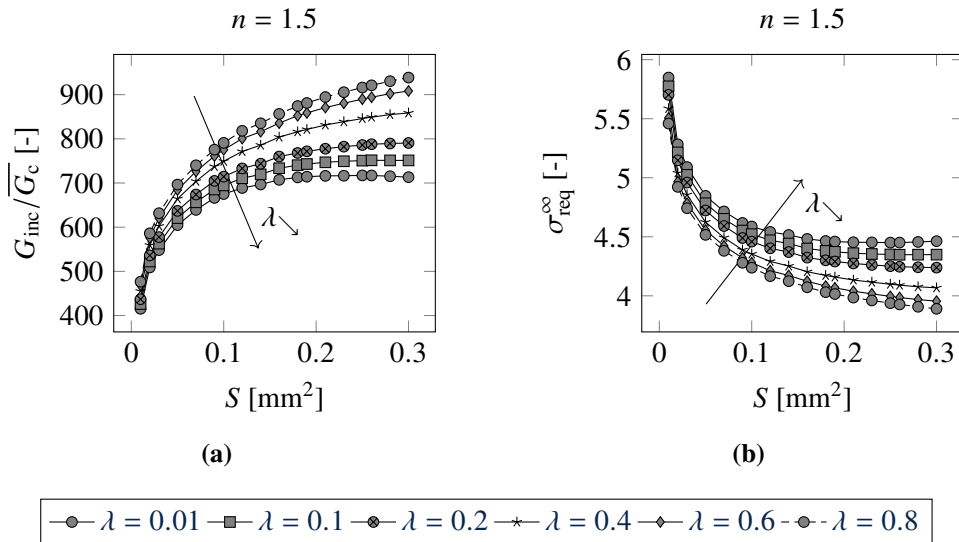 n = 1.5
G_inc/G̅_c [-]
900
800
700
600
500
400
λ↘
0
0.1
0.2
0.3
S [mm²]
(a)
n = 1.5
σ^∞_req [-]
6
5.5
5
4.5
4
λ↘
0
0.1
0.2
0.3
S [mm²]
(b)
λ = 0.01 λ = 0.1 λ = 0.2 λ = 0.4 λ = 0.6 λ = 0.8